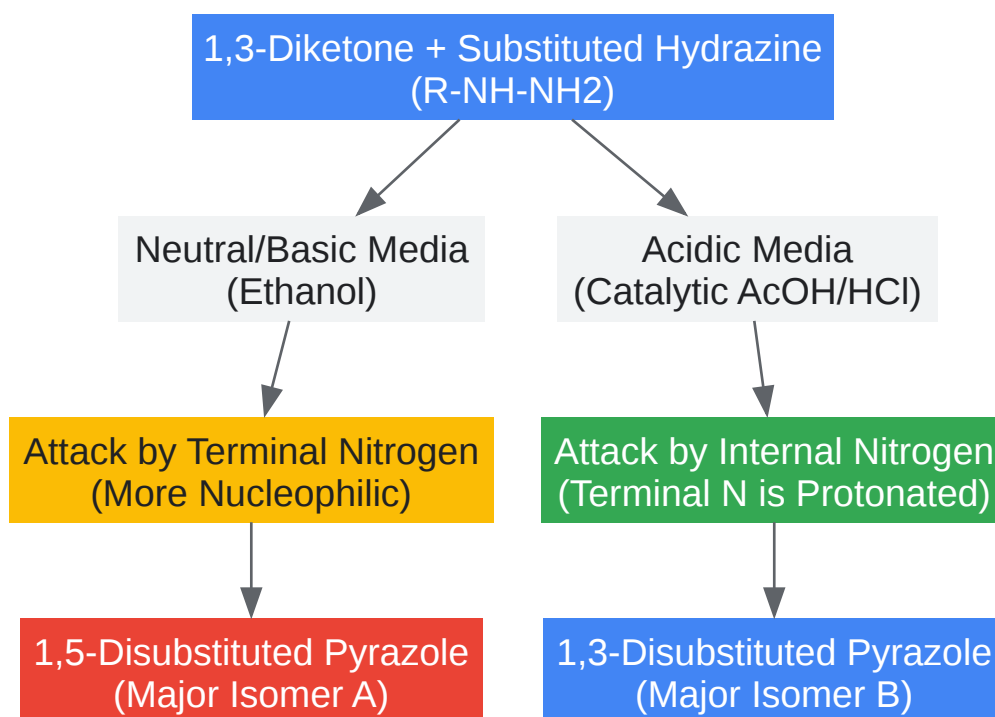 1,3-Diketone + Substituted Hydrazine
(R-NH-NH2)
Neutral/Basic Media
(Ethanol)
Acidic Media
(Catalytic AcOH/HCl)
Attack by Terminal Nitrogen
(More Nucleophilic)
Attack by Internal Nitrogen
(Terminal N is Protonated)
1,5-Disubstituted Pyrazole
(Major Isomer A)
1,3-Disubstituted Pyrazole
(Major Isomer B)